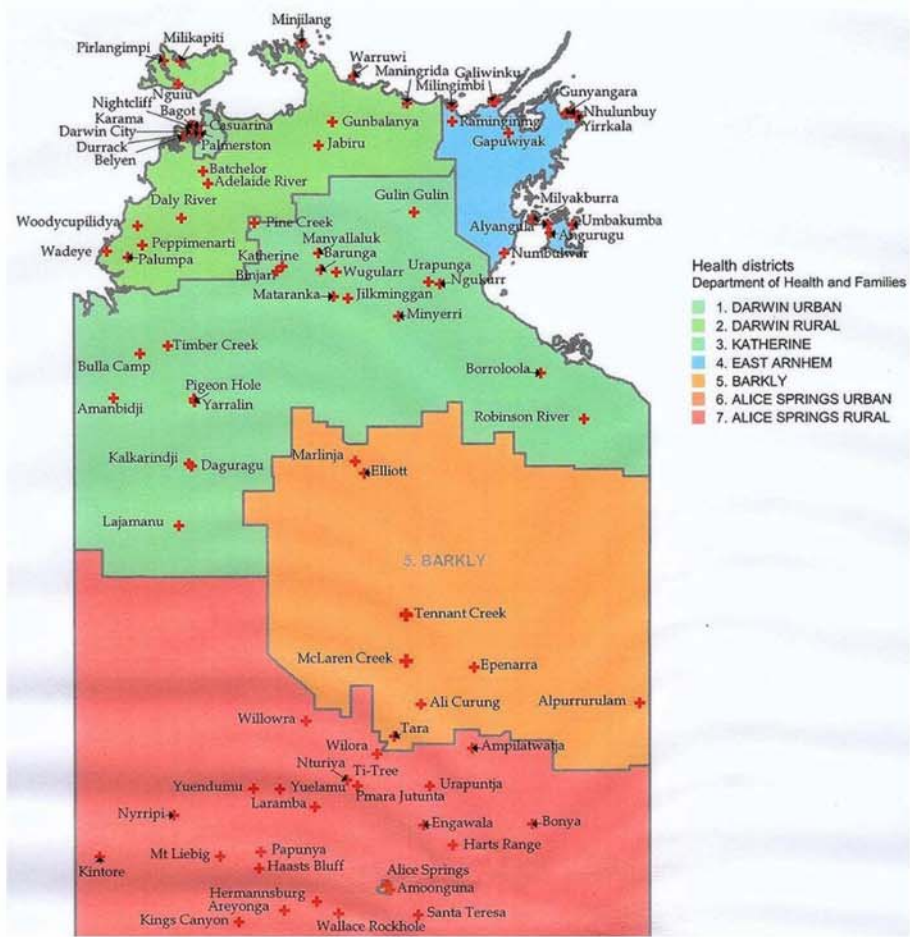 Minjilang
Pirlangimpi
Milikapiti
Warruwi
Maningrida
Galiwinku
Milingimbi
Nguiu
Gunyangara
Nightcliff
Bagot
Nhulunbuy
Karama
Casuarina
Gunbalanya
Ramingining
Yirrkala
Darwin City
Durrack
Palmerston
Jabiru
Gapuwiyak
Belyen
Batchelor
Adelaide River
Gulin Gulin
Milyakburra
Daly River
Woodycupilidya
Pine Creek
Alyangula
Umbakumba
Angurugu
Manyallaluk
Wadeye
Peppimenarti
Katherine
Barunga
Numbulwar
Palumpa
Binjari
Wugularr
Urapunga
Ngukurr
Mataranka
Jilkminggan
Minyerri
Health districts
Department of Health and Families
1. DARWIN URBAN
2. DARWIN RURAL
3. KATHERINE
4. EAST ARNHEM
5. BARKLY
6. ALICE SPRINGS URBAN
7. ALICE SPRINGS RURAL
Timber Creek
Bulla Camp
Borroloola
Pigeon Hole
Amanbidji
Yarralin
Robinson River
Marlinja
Kalkarindji
Daguragu
Elliott
Lajamanu
5. BARKLY
Tennant Creek
McLaren Creek
Epenarra
Ali Curung
Alpurrurulam
Willowra
Tara
Wilora
Ampilatwatja
Nturiya
Ti-Tree
Yuendumu
Yuelamu
Urapuntja
Pmara Jutunta
Laramba
Nyrripi
Engawala
Bonya
Harts Range
Mt Liebig
Papunya
Kintore
Haasts Bluff
Alice Springs
Amoonguna
Hermannsburg
Areyonga
Kings Canyon
Santa Teresa
Wallace Rockhole